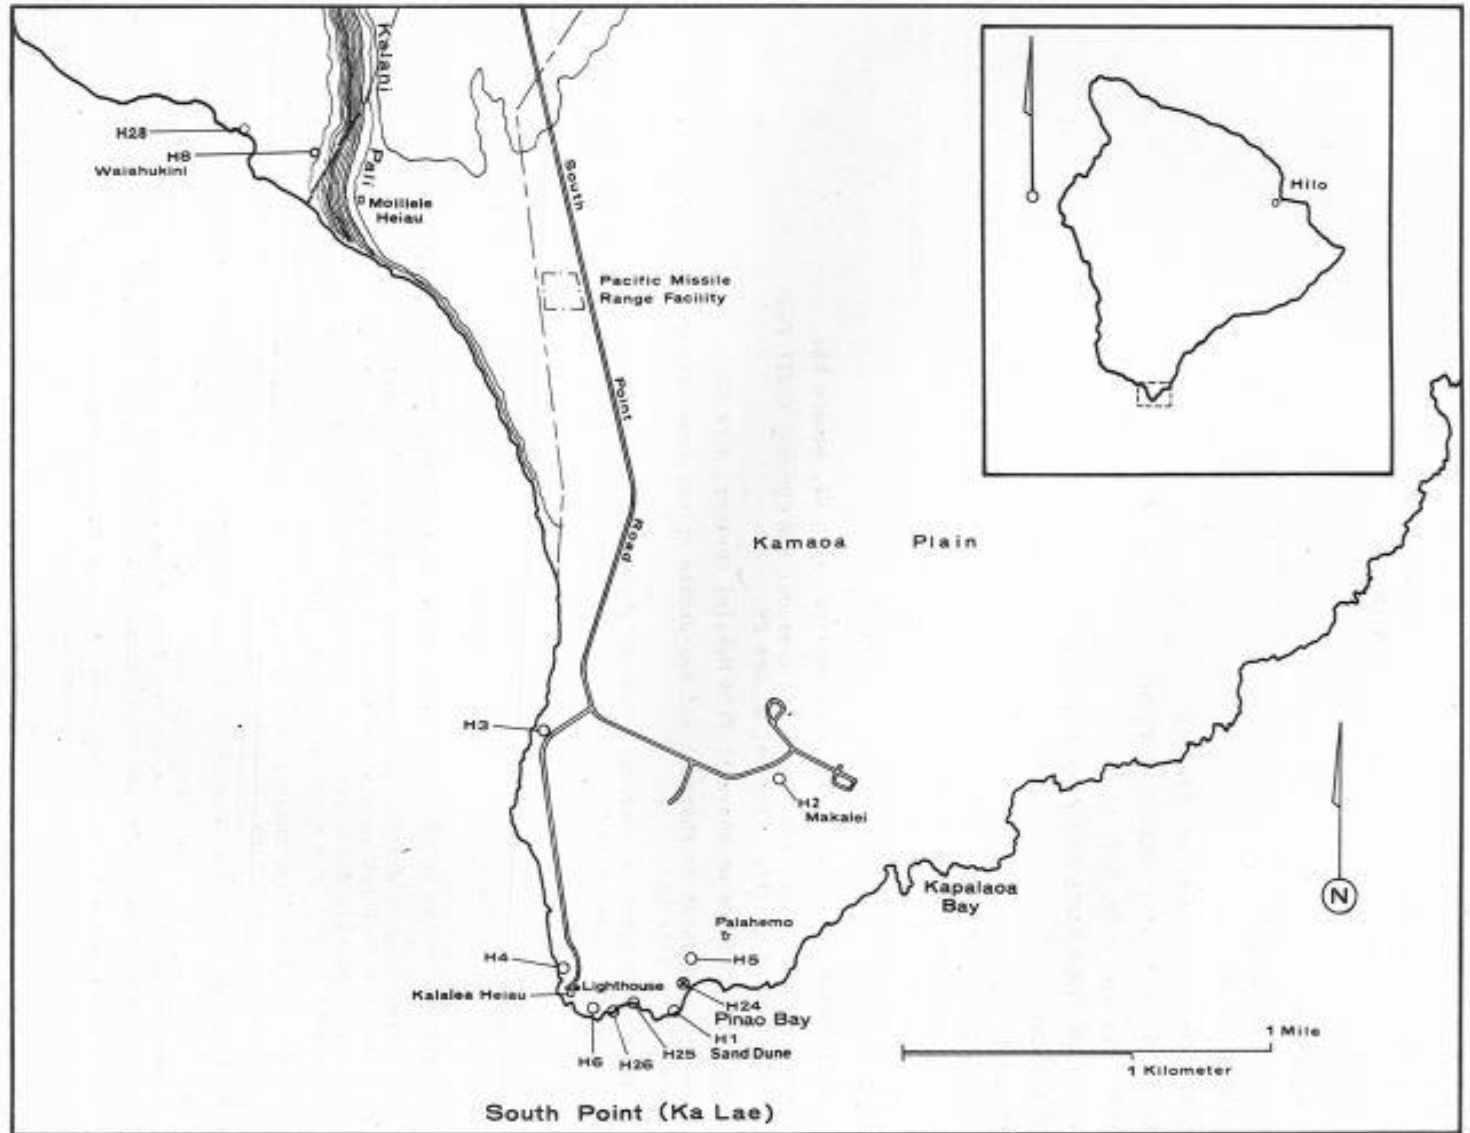 Kalani
H28
H8
Waiahukini
Pali
Moillele
Heiau
South
Hilo
Pacific Missile
Range Facility
Point
Road
Kamaoa Plain
H3
H2
Makalei
Kapalaoa
Bay
N
Palahemo
H4
H5
Lighthouse
Kalalea Heiau
H24
Pinao Bay
H1
Sand Dune
H6
H26
H25
1 Mile
1 Kilometer
South Point (Ka Lae)